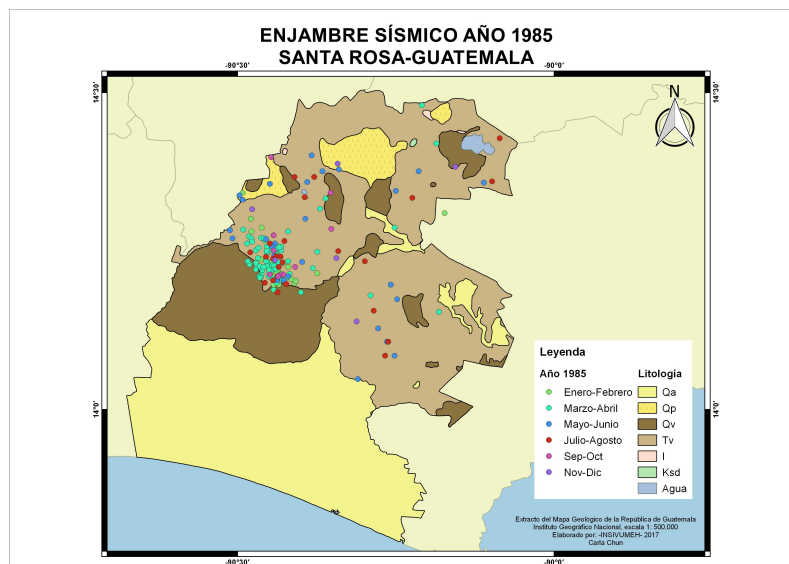 ENJAMBRE SÍSMICO AÑO 1985
SANTA ROSA-GUATEMALA
-90°30'
-90°0'
14°30'
14°30'
N
14°0'
14°0'
Leyenda
Año 1985
Enero-Febrero
Marzo-Abril
Mayo-Junio
Julio-Agosto
Sep-Oct
Nov-Dic
Litología
Qa
Qp
Qv
Tv
I
Ksd
Agua
Extracto del Mapa Geológico de la República de Guatemala
Instituto Geográfico Nacional, escala 1: 500,000
Elaborado por: -INSIVUMEH- 2017
Carla Chun
-90°30'
-90°0'